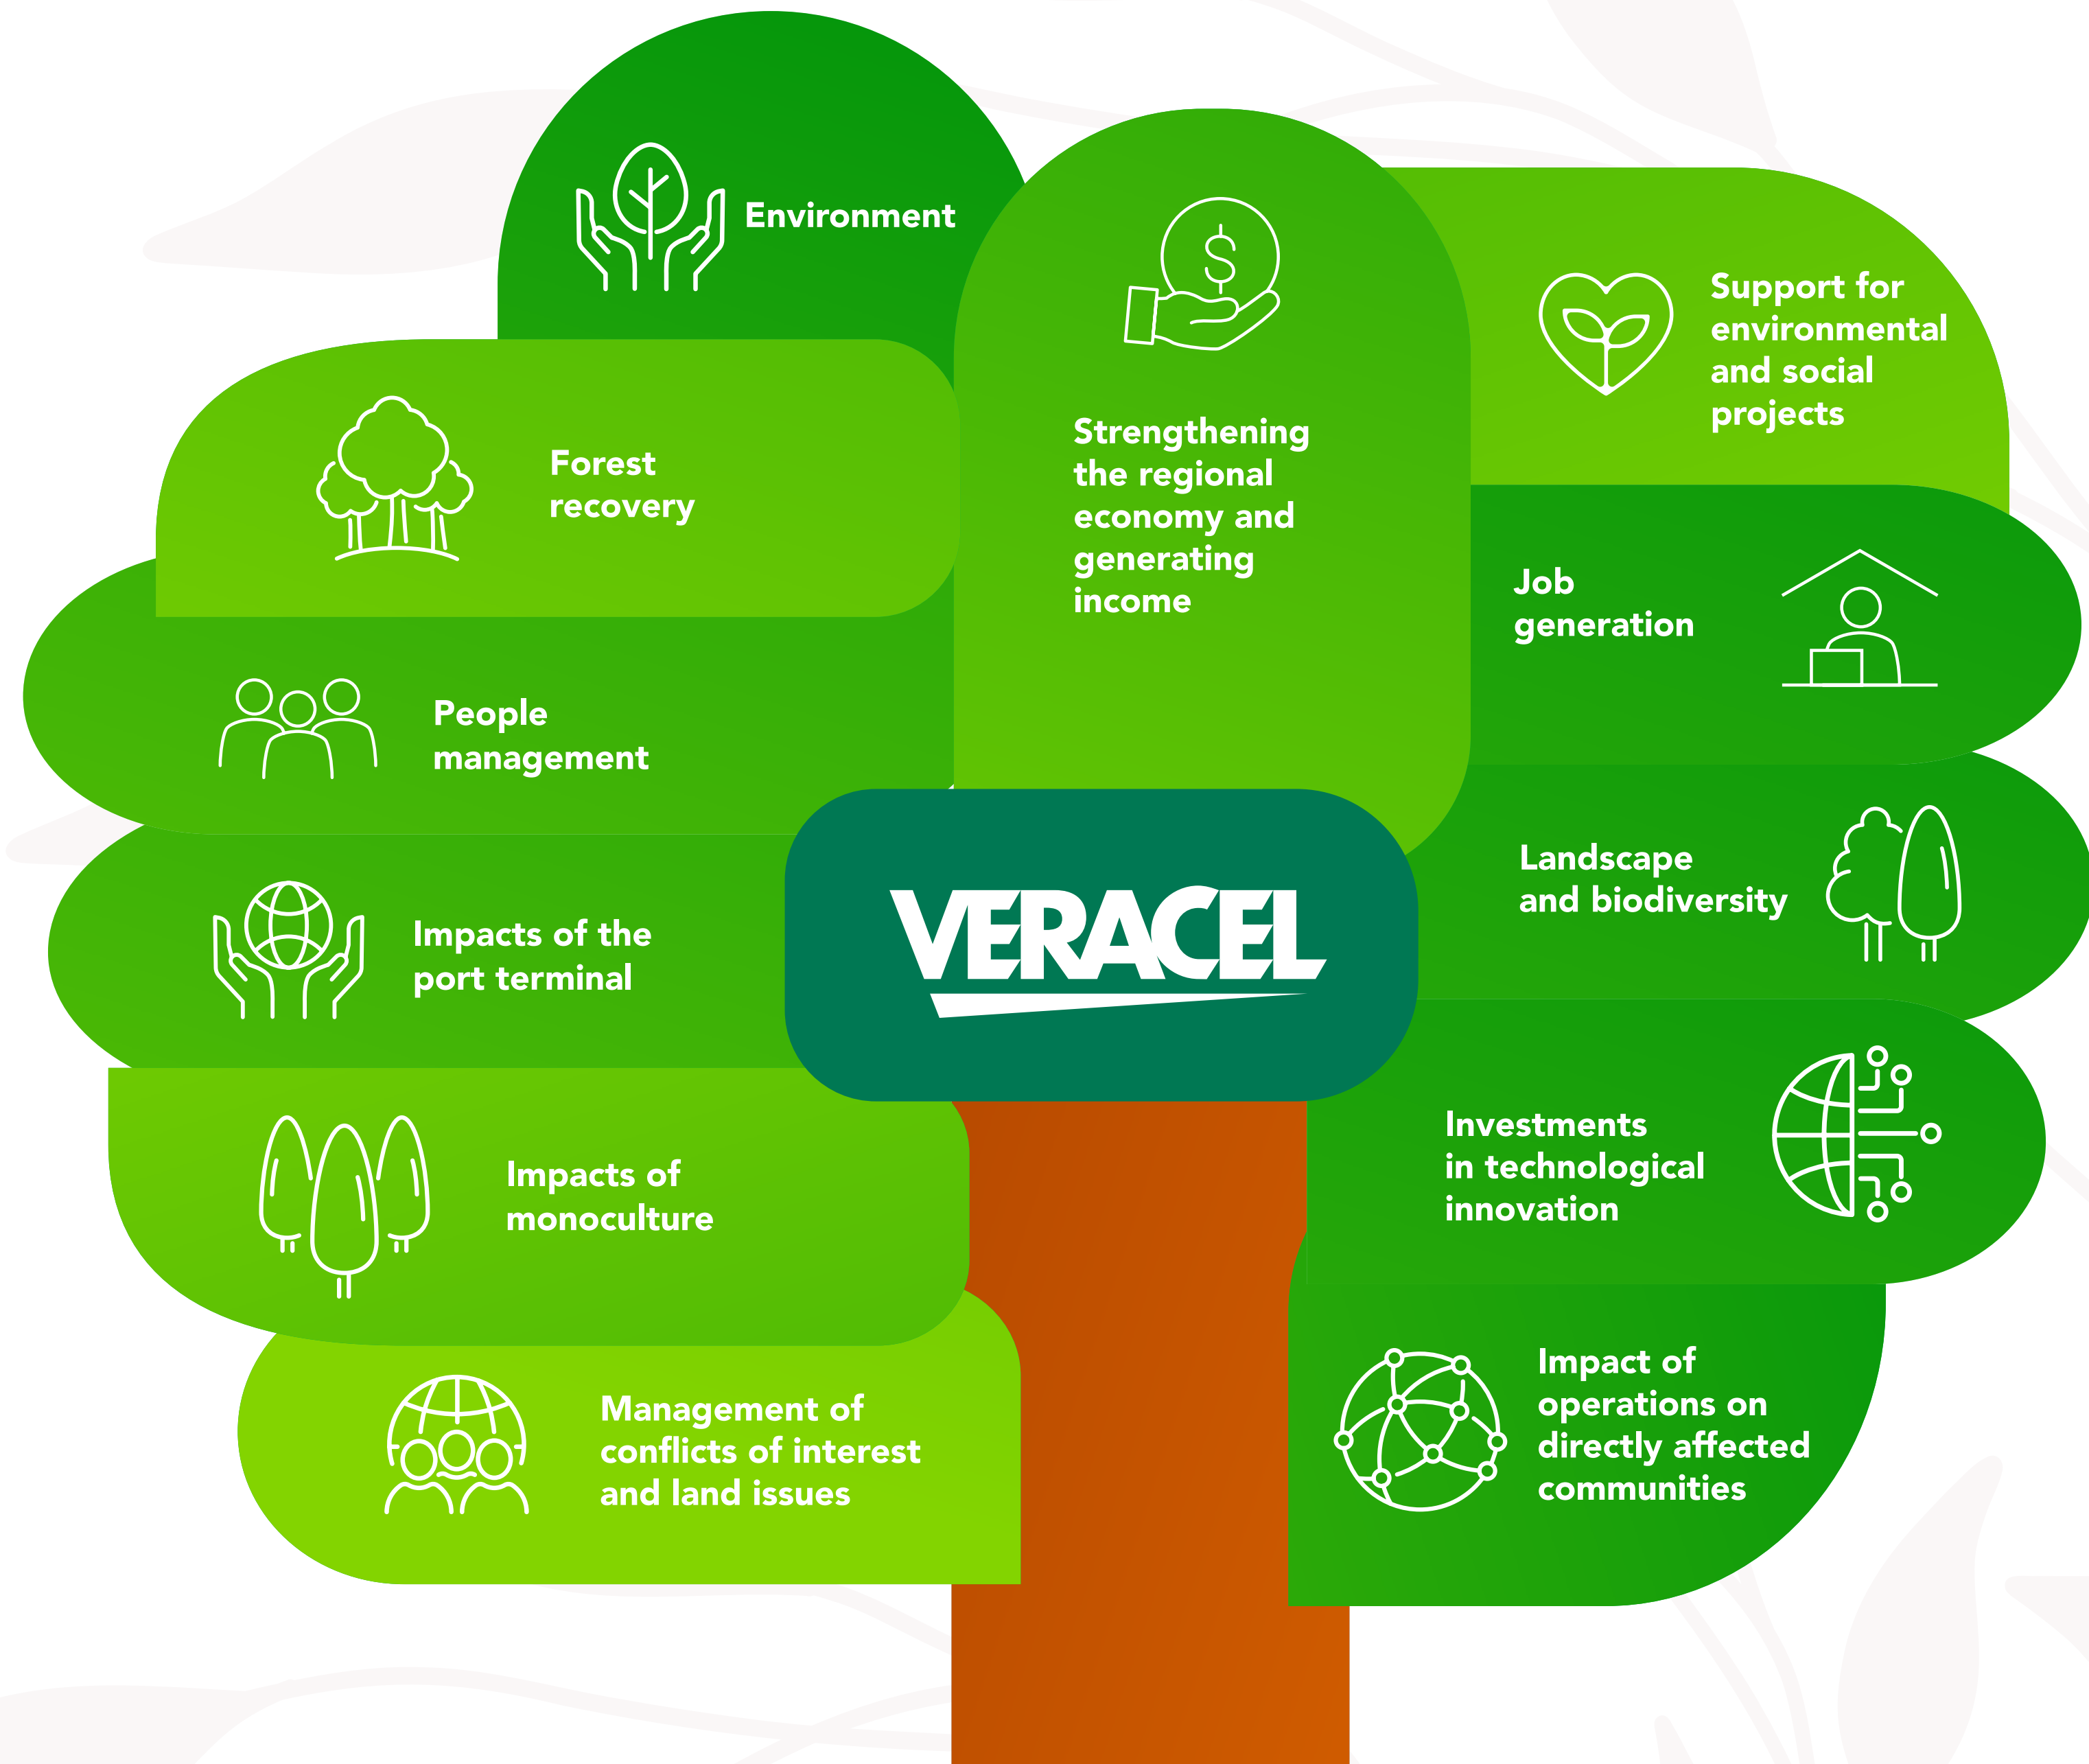 Environment
Strengthening
the regional
economy and
generating
income
Support for
environmental
and social
projects
Forest
recovery
Job
generation
People
management
Landscape
and biodiversity
Impacts of the
port terminal
VERACEL
Investments
in technological
innovation
Impacts of
monoculture
Management of
conflicts of interest
and land issues
Impact of
operations on
directly affected
communities